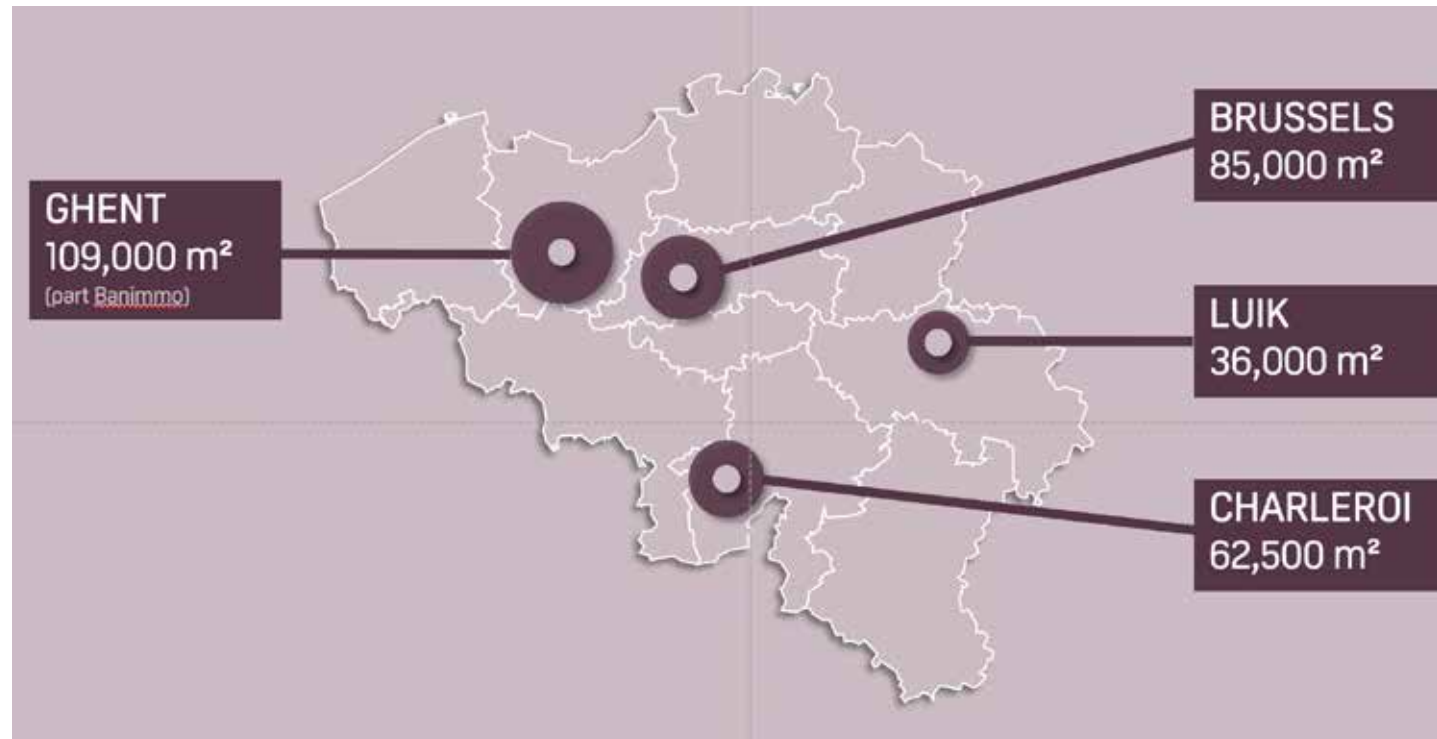 GHENT
109,000 m²
(part Banimmo)
BRUSSELS
85,000 m²
LUIK
36,000 m²
CHARLEROI
62,500 m²